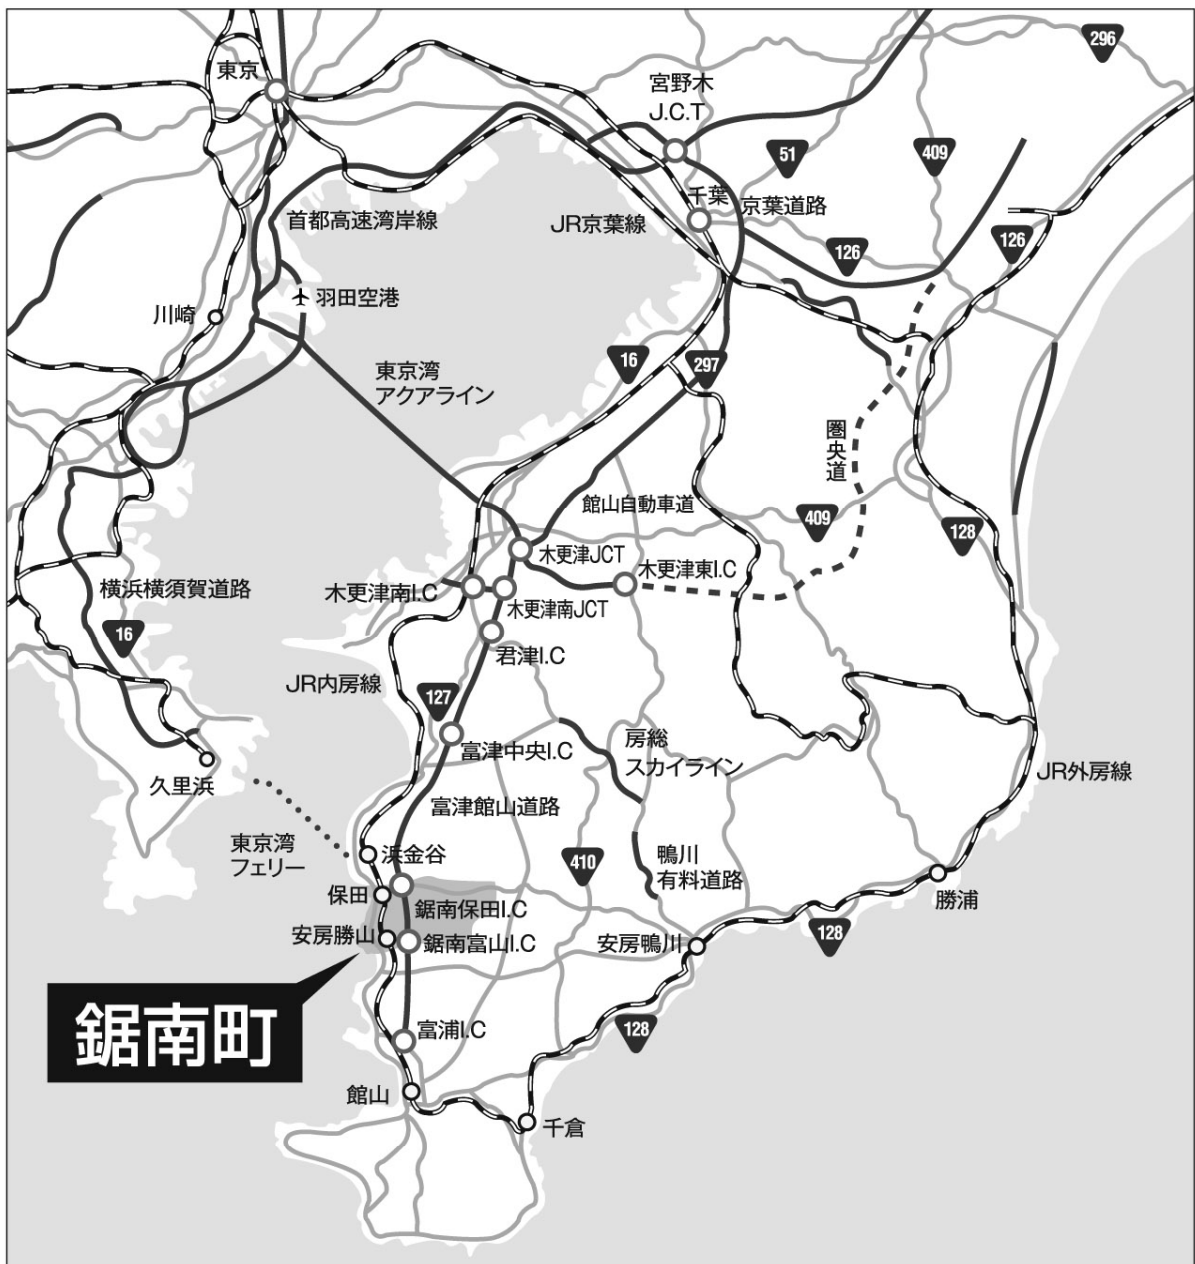 東京
宮野木
J.C.T
296
51
409
千葉
京葉道路
首都高速湾岸線
JR京葉線
126
126
羽田空港
川崎
東京湾
アクアライン
16
297
圏央道
館山自動車道
409
128
木更津JCT
木更津東I.C
木更津南I.C
木更津南JCT
横浜横須賀道路
16
君津I.C
JR内房線
127
富津中央I.C
房総
スカイライン
JR外房線
久里浜
富津館山道路
東京湾
フェリー
浜金谷
410
鴨川
有料道路
保田
鋸南保田I.C
勝浦
安房勝山
鋸南富山I.C
安房鴨川
128
鋸南町
富浦I.C
128
館山
千倉